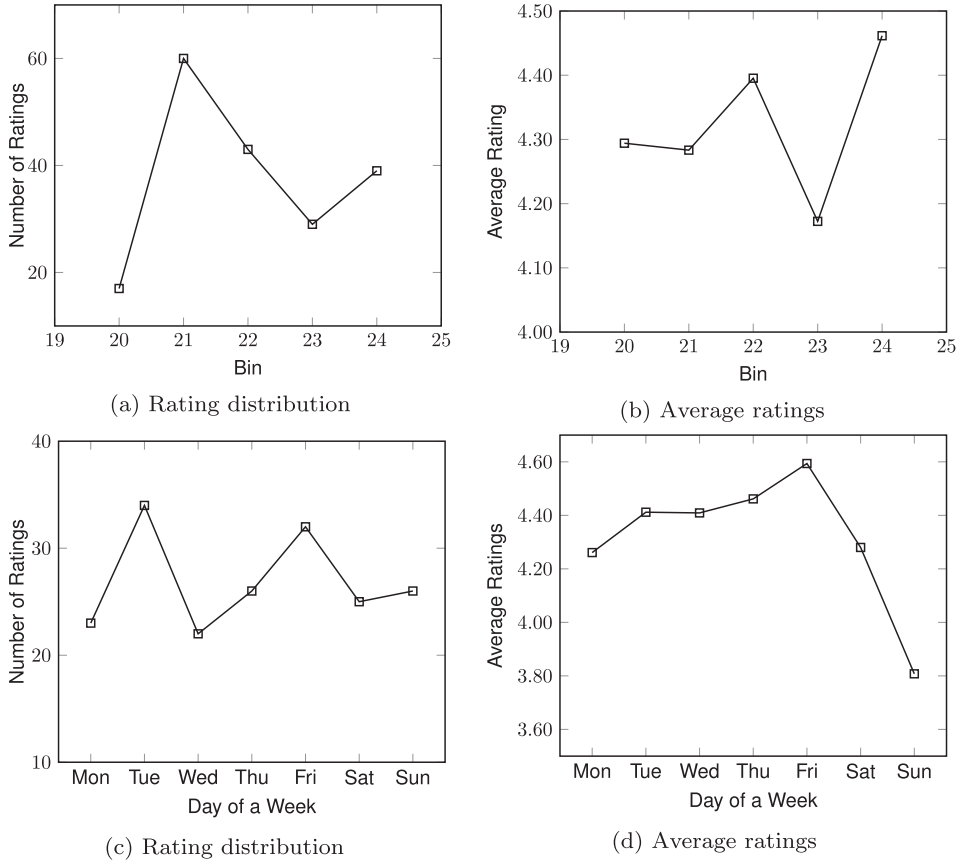 60
40
20
19 20 21 22 23 24 25
Number of Ratings
Bin
(a) Rating distribution
4.50
4.40
4.30
4.20
4.10
4.00
19 20 21 22 23 24 25
Average Rating
Bin
(b) Average ratings
40
30
20
10
Mon Tue Wed Thu Fri Sat Sun
Number of Ratings
Day of a Week
(c) Rating distribution
4.60
4.40
4.20
4.00
3.80
3.60
Mon Tue Wed Thu Fri Sat Sun
Average Ratings
Day of a Week
(d) Average ratings